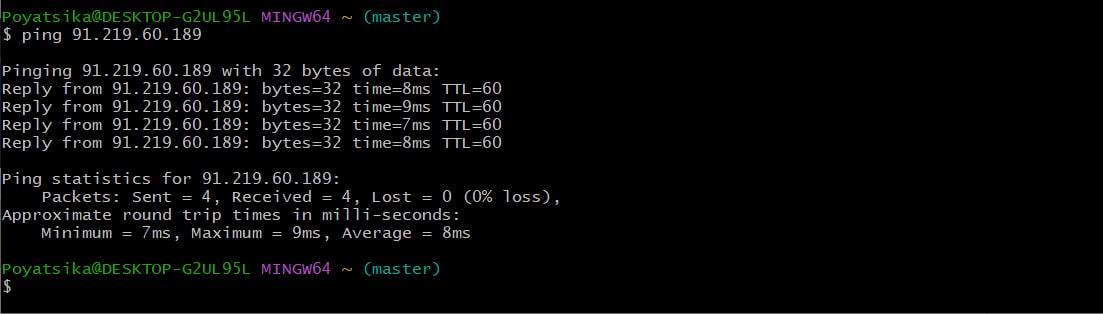 Poyatsika@DESKTOP-G2UL95L MINGW64 ~ (master)
$ ping 91.219.60.189
Pinging 91.219.60.189 with 32 bytes of data:
Reply from 91.219.60.189: bytes=32 time=8ms TTL=60
Reply from 91.219.60.189: bytes=32 time=9ms TTL=60
Reply from 91.219.60.189: bytes=32 time=7ms TTL=60
Reply from 91.219.60.189: bytes=32 time=8ms TTL=60
Ping statistics for 91.219.60.189:
    Packets: Sent = 4, Received = 4, Lost = 0 (0% loss),
Approximate round trip times in milli-seconds:
    Minimum = 7ms, Maximum = 9ms, Average = 8ms
Poyatsika@DESKTOP-G2UL95L MINGW64 ~ (master)
$